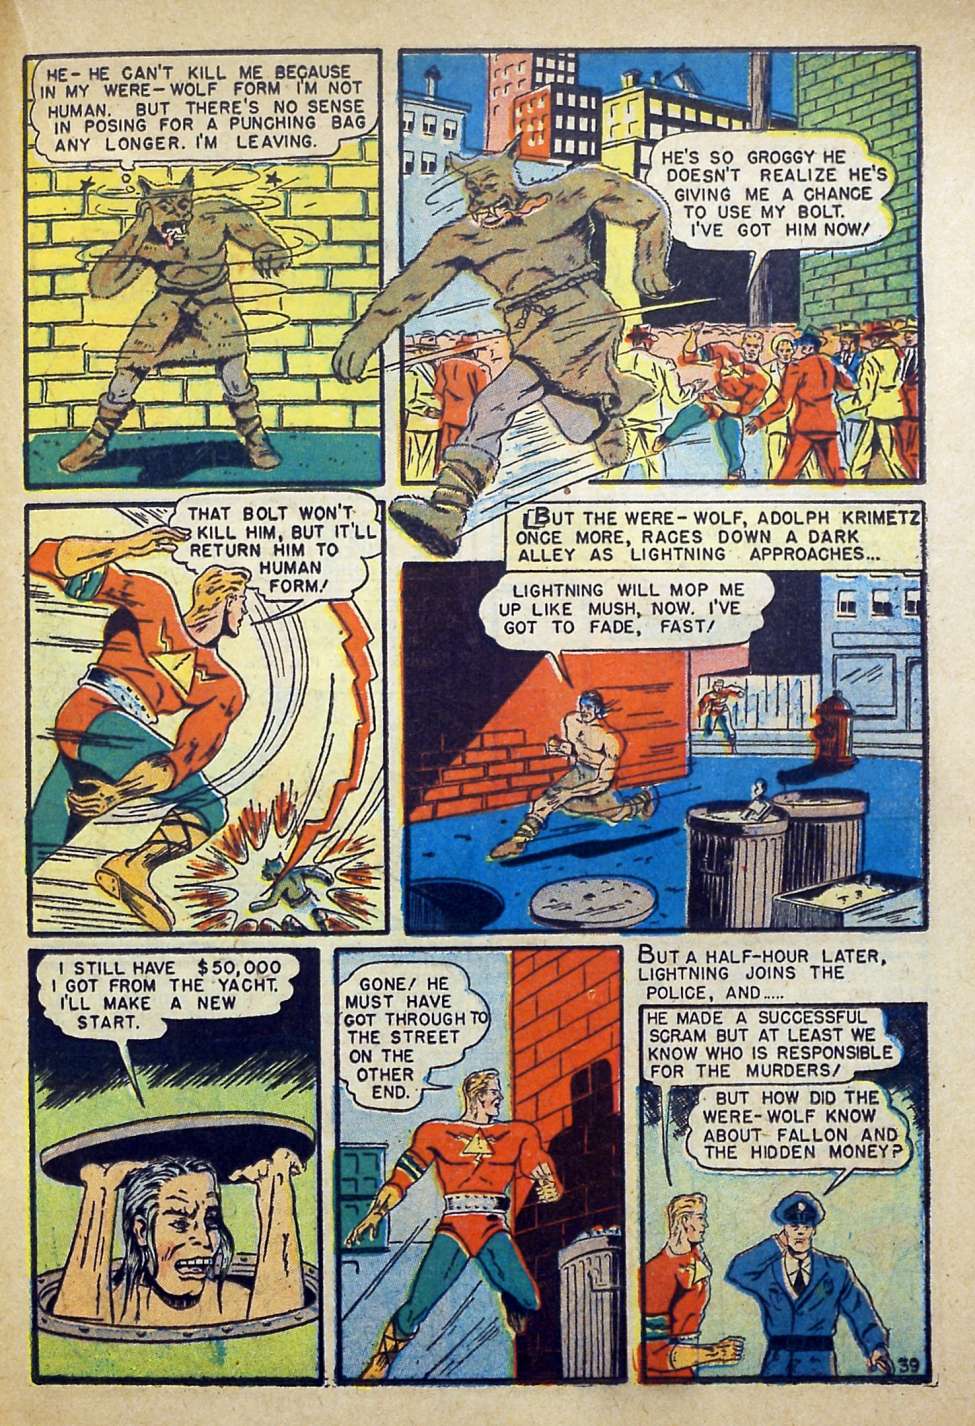 HE- HE CAN'T KILL ME BECAUSE
IN MY WERE-WOLF FORM I'M NOT
HUMAN. BUT THERE'S NO SENSE
IN POSING FOR A PUNCHING BAG
ANY LONGER. I'M LEAVING.
HE'S SO GROGGY HE
DOESN'T REALIZE HE'S
GIVING ME A CHANCE
TO USE MY BOLT.
I'VE GOT HIM NOW!
THAT BOLT WON'T
KILL HIM, BUT IT'LL
RETURN HIM TO
HUMAN
FORM!
BUT THE WERE-WOLF, ADOLPH KRIMETZ
ONCE MORE, RACES DOWN A DARK
ALLEY AS LIGHTNING APPROACHES...
LIGHTNING WILL MOP ME
UP LIKE MUSH, NOW. I'VE
GOT TO FADE, FAST!
I STILL HAVE $50,000
I GOT FROM THE YACHT.
I'LL MAKE A NEW
START.
GONE! HE
MUST HAVE
GOT THROUGH TO
THE STREET
ON THE
OTHER
END.
BUT A HALF-HOUR LATER,
LIGHTNING JOINS THE
POLICE, AND.....
HE MADE A SUCCESSFUL
SCRAM BUT AT LEAST WE
KNOW WHO IS RESPONSIBLE
FOR THE MURDERS!
BUT HOW DID THE
WERE-WOLF KNOW
ABOUT FALLON AND
THE HIDDEN MONEY?
39